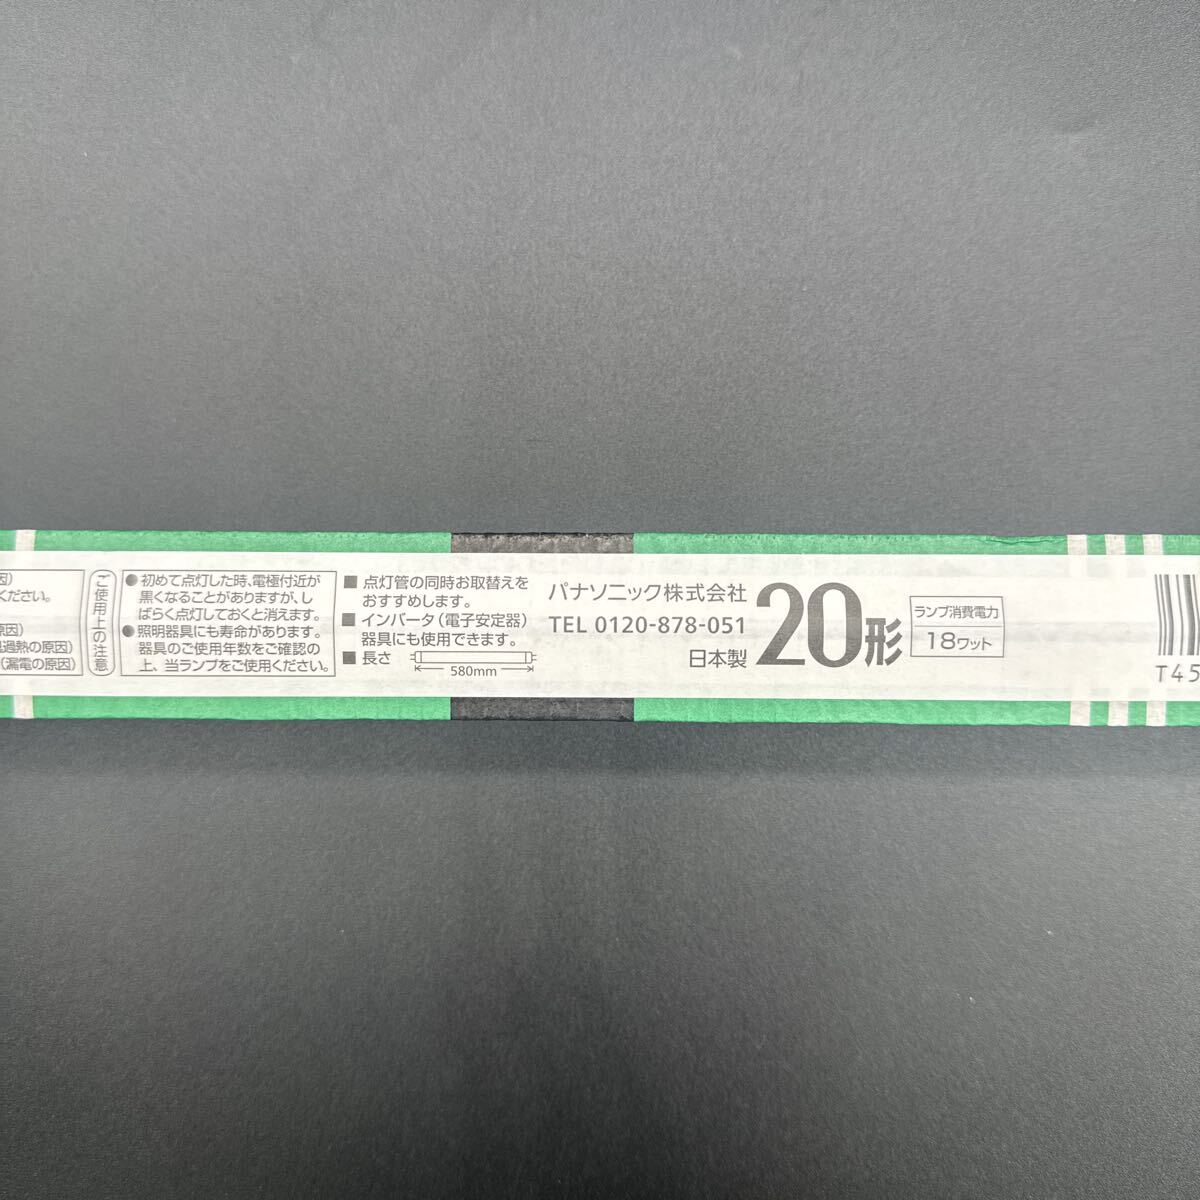 因)
ください。
原因)
過熱の原因)
(漏電の原因)
ご使用上の注意
● 初めて点灯した時、電極付近が
黒くなることがありますが、し
ばらく点灯しておくと消えます。
● 照明器具にも寿命があります。
器具のご使用年数をご確認の
上、当ランプをご使用ください。
■ 点灯管の同時お取替えを
おすすめします。
■ インバータ(電子安定器)
器具にも使用できます。
■ 長さ
580mm
パナソニック株式会社
TEL 0120-878-051
日本製
20形
ランプ消費電力
18ワット
T45